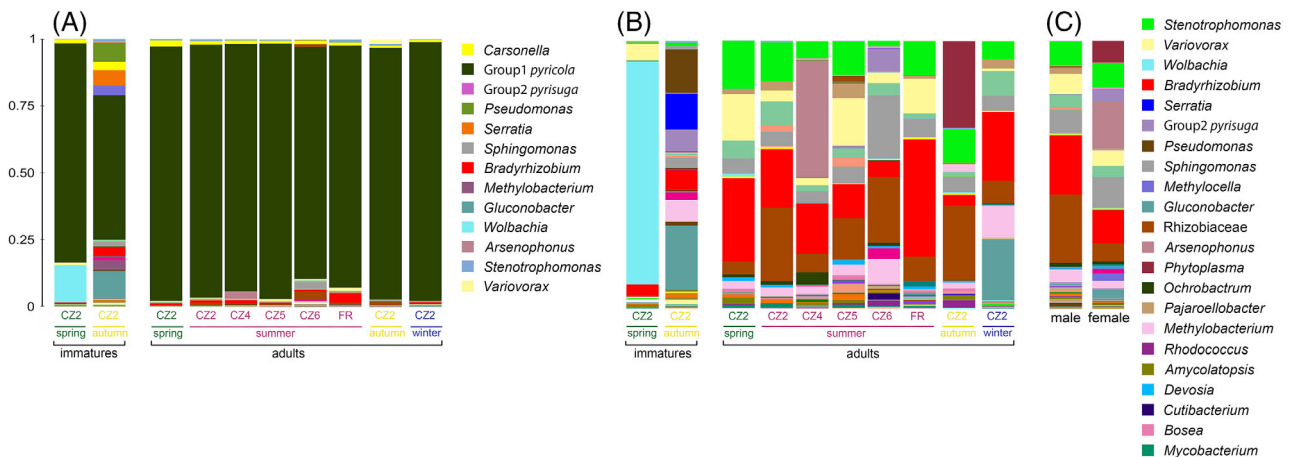 (A)
1
0.75
0.50
0.25
0
CZ2 CZ2 CZ2 CZ2 CZ4 CZ5 CZ6 FR CZ2 CZ2
spring autumn spring summer autumn winter
immatures adults
Carsonella
Group1 pyricola
Group2 pyrisuga
Pseudomonas
Serratia
Sphingomonas
Bradyrhizobium
Methylobacterium
Gluconobacter
Wolbachia
Arsenophonus
Stenotrophomonas
Variovorax
(B)
CZ2 CZ2 CZ2 CZ2 CZ4 CZ5 CZ6 FR CZ2 CZ2
spring autumn spring summer autumn winter
immatures adults
(C)
male female
Stenotrophomonas
Variovorax
Wolbachia
Bradyrhizobium
Serratia
Group2 pyrisuga
Pseudomonas
Sphingomonas
Methylocella
Gluconobacter
Rhizobiaceae
Arsenophonus
Phytoplasma
Ochrobactrum
Pajaroellobacter
Methylobacterium
Rhodococcus
Amycolatopsis
Devosia
Cutibacterium
Bosea
Mycobacterium